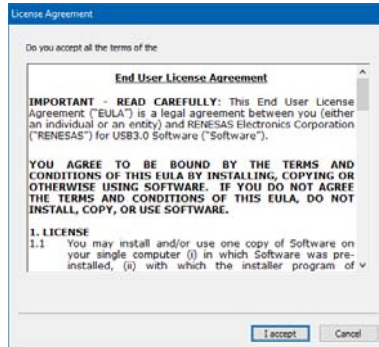 License Agreement
Do you accept all the terms of the
End User License Agreement
IMPORTANT - READ CAREFULLY: This End User License
Agreement ("EULA") is a legal agreement between you (either
an individual or an entity) and RENESAS Electronics Corporation
("RENESAS") for USB3.0 Software ("Software").
YOU AGREE TO BE BOUND BY THE TERMS AND
CONDITIONS OF THIS EULA BY INSTALLING, COPYING OR
OTHERWISE USING SOFTWARE. IF YOU DO NOT AGREE
THE TERMS AND CONDITIONS OF THIS EULA, DO NOT
INSTALL, COPY, OR USE SOFTWARE.
1. LICENSE
1.1 You may install and/or use one copy of Software on
your single computer (i) in which Software was pre-
installed, (ii) with which the installer program of
I accept Cancel